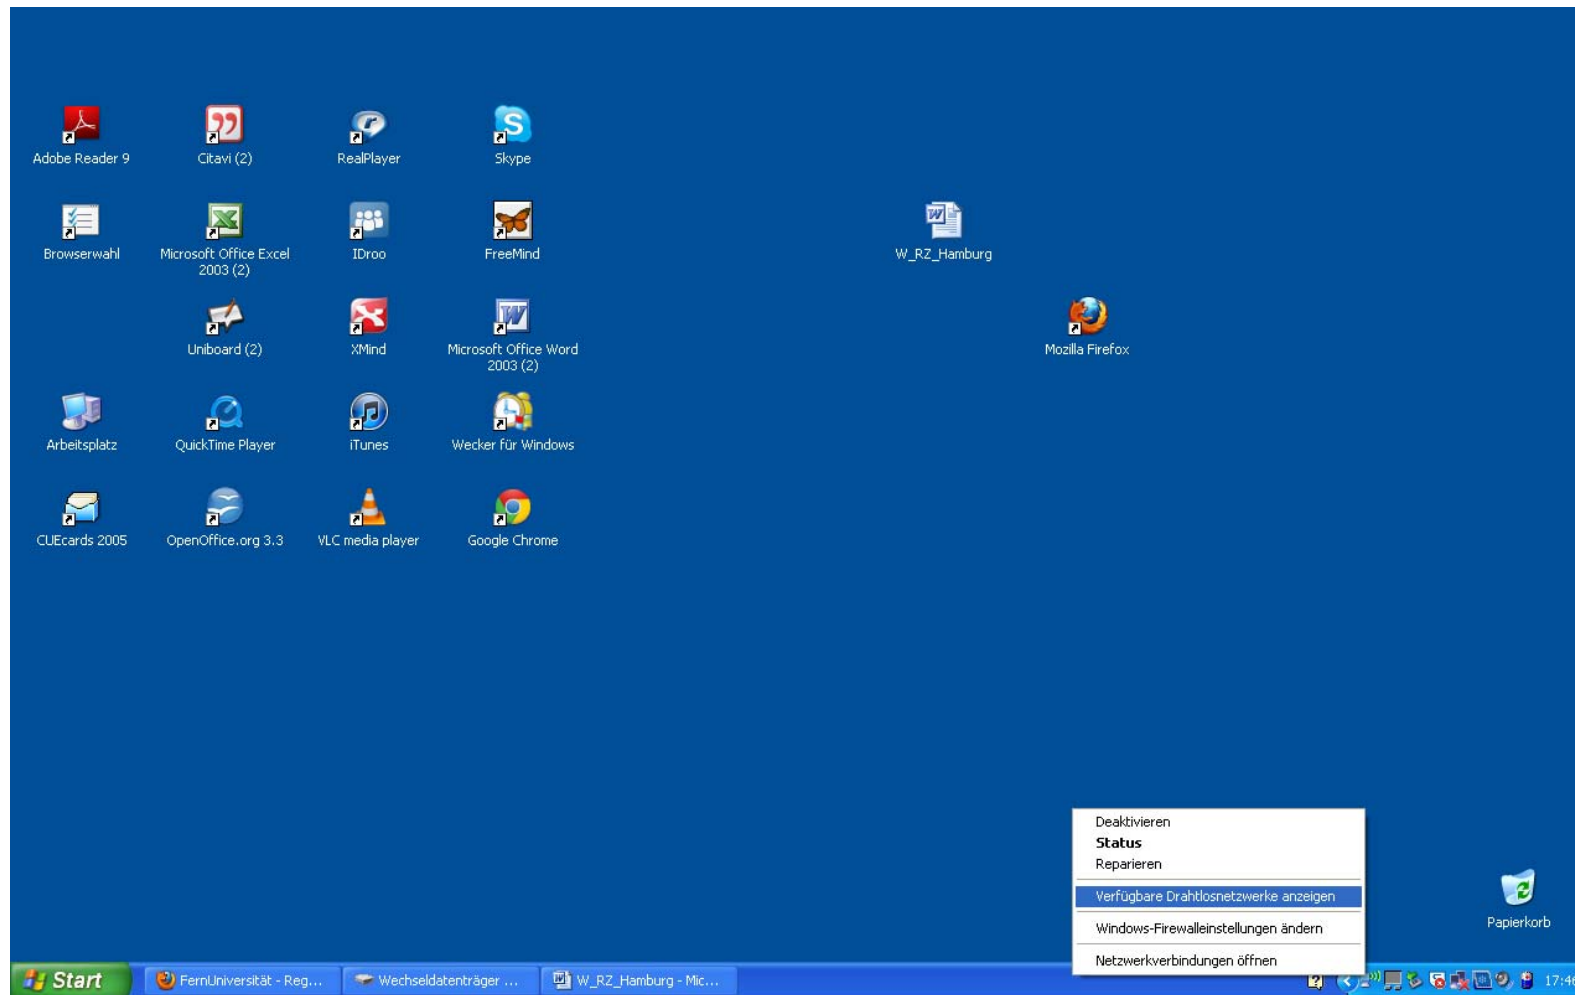 Adobe Reader 9
Citavi (2)
RealPlayer
Skype
Browserwahl
Microsoft Office Excel
2003 (2)
IDroo
FreeMind
W_RZ_Hamburg
Uniboard (2)
XMind
Microsoft Office Word
2003 (2)
Mozilla Firefox
Arbeitsplatz
QuickTime Player
iTunes
Wecker für Windows
CUEcards 2005
OpenOffice.org 3.3
VLC media player
Google Chrome
Deaktivieren
Status
Reparieren
Verfügbare Drahtlosnetzwerke anzeigen
Windows-Firewalleinstellungen ändern
Netzwerkverbindungen öffnen
Papierkorb
Start
FernUniversität - Reg...
Wechseldatenträger ...
W_RZ_Hamburg - Mic...
17:46